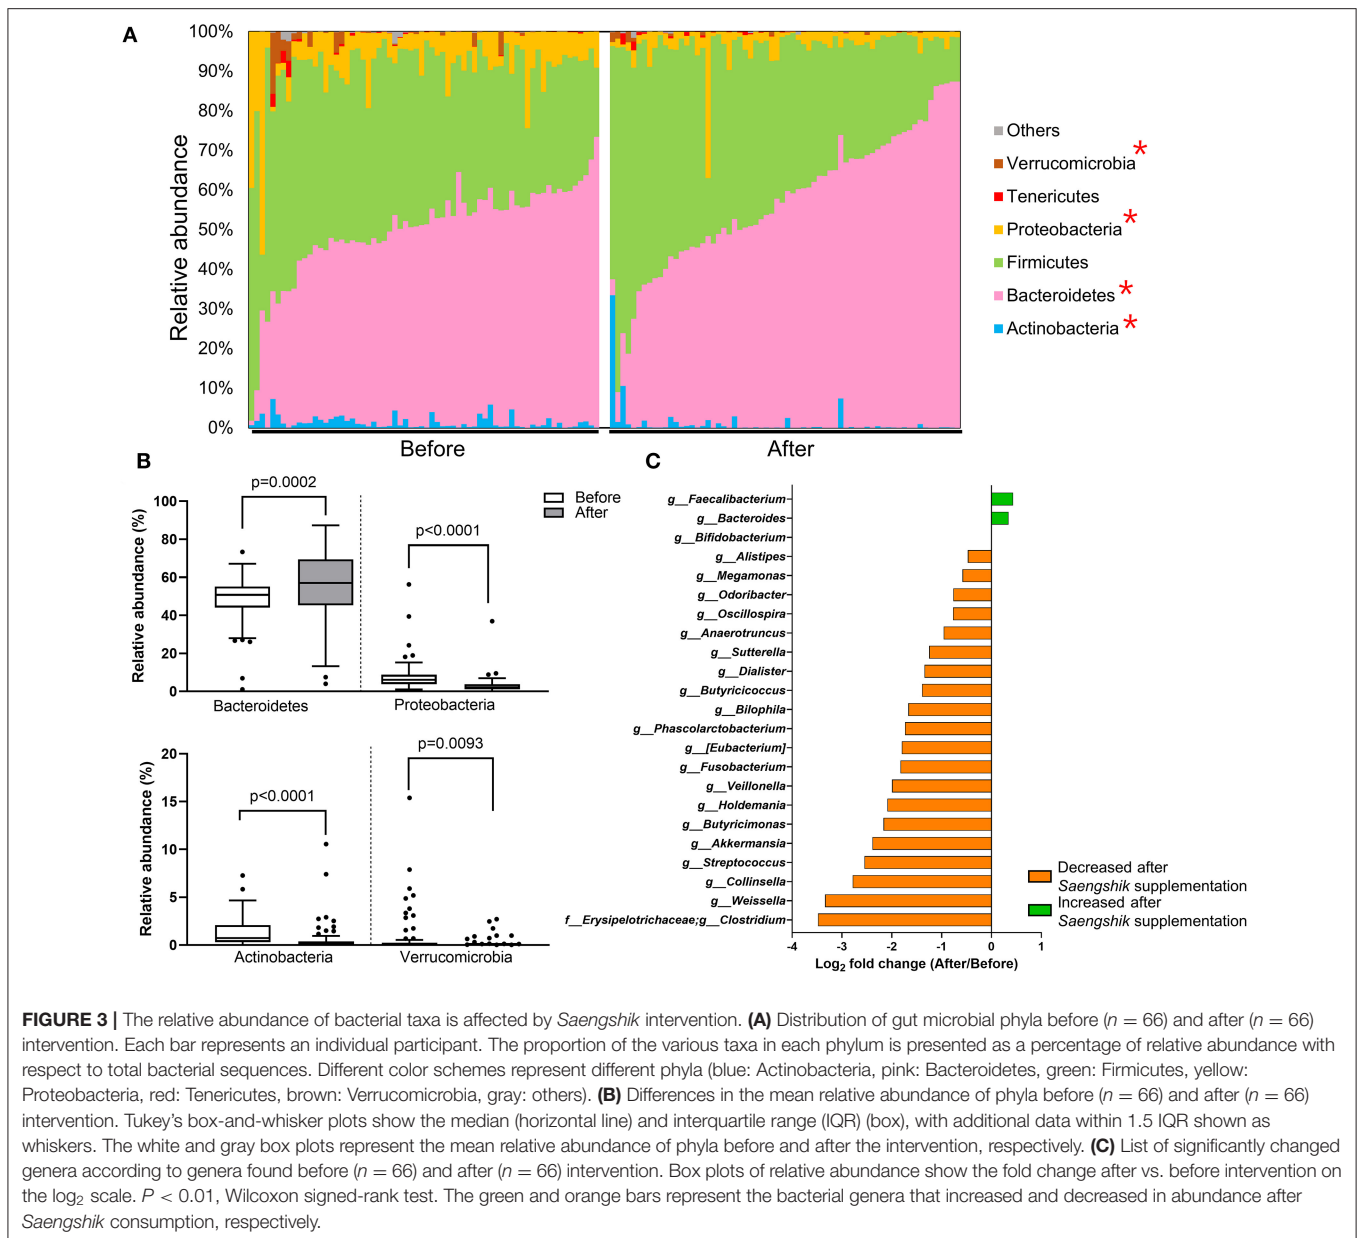 A
100%
90%
80%
70%
60%
50%
40%
30%
20%
10%
0%
Relative abundance
Before
After
Others
Verrucomicrobia*
Tenericutes
Proteobacteria*
Firmicutes
Bacteroidetes*
Actinobacteria*
B
p=0.0002
p<0.0001
Before
After
100
80
60
40
20
0
Relative abundance (%)
Bacteroidetes
Proteobacteria
p<0.0001
p=0.0093
20
15
10
5
0
Relative abundance (%)
Actinobacteria
Verrucomicrobia
C
g__Faecalibacterium
g__Bacteroides
g__Bifidobacterium
g__Alistipes
g__Megamonas
g__Odoribacter
g__Oscillospira
g__Anaerotruncus
g__Sutterella
g__Dialister
g__Butyricicoccus
g__Bilophila
g__Phascolarctobacterium
g__[Eubacterium]
g__Fusobacterium
g__Veillonella
g__Holdemania
g__Butyricimonas
g__Akkermansia
g__Streptococcus
g__Collinsella
g__Weissella
f__Erysipelotrichaceae;g__Clostridium
-4 -3 -2 -1 0 1
Log2 fold change (After/Before)
Decreased after
Saengshik supplementation
Increased after
Saengshik supplementation
FIGURE 3 | The relative abundance of bacterial taxa is affected by Saengshik intervention. (A) Distribution of gut microbial phyla before (n = 66) and after (n = 66)
intervention. Each bar represents an individual participant. The proportion of the various taxa in each phylum is presented as a percentage of relative abundance with
respect to total bacterial sequences. Different color schemes represent different phyla (blue: Actinobacteria, pink: Bacteroidetes, green: Firmicutes, yellow:
Proteobacteria, red: Tenericutes, brown: Verrucomicrobia, gray: others). (B) Differences in the mean relative abundance of phyla before (n = 66) and after (n = 66)
intervention. Tukey's box-and-whisker plots show the median (horizontal line) and interquartile range (IQR) (box), with additional data within 1.5 IQR shown as
whiskers. The white and gray box plots represent the mean relative abundance of phyla before and after the intervention, respectively. (C) List of significantly changed
genera according to genera found before (n = 66) and after (n = 66) intervention. Box plots of relative abundance show the fold change after vs. before intervention on
the log2 scale. P < 0.01, Wilcoxon signed-rank test. The green and orange bars represent the bacterial genera that increased and decreased in abundance after
Saengshik consumption, respectively.